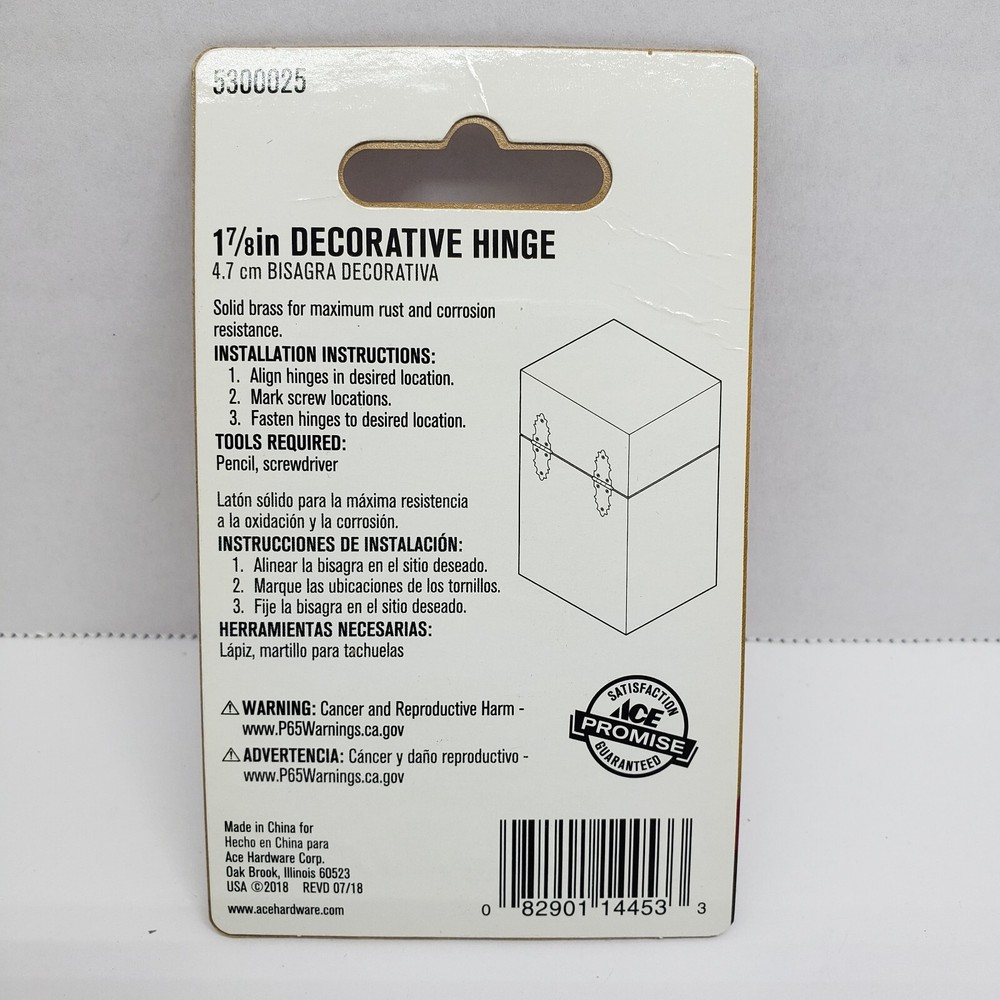 5300025
1 7/8in DECORATIVE HINGE
4.7 cm BISAGRA DECORATIVA
Solid brass for maximum rust and corrosion
resistance.
INSTALLATION INSTRUCTIONS:
1. Align hinges in desired location.
2. Mark screw locations.
3. Fasten hinges to desired location.
TOOLS REQUIRED:
Pencil, screwdriver
Latón sólido para la máxima resistencia
a la oxidación y la corrosión.
INSTRUCCIONES DE INSTALACIÓN:
1. Alinear la bisagra en el sitio deseado.
2. Marque las ubicaciones de los tornillos.
3. Fije la bisagra en el sitio deseado.
HERRAMIENTAS NECESARIAS:
Lápiz, martillo para tachuelas
⚠ WARNING: Cancer and Reproductive Harm -
www.P65Warnings.ca.gov
⚠ ADVERTENCIA: Cáncer y daño reproductivo -
www.P65Warnings.ca.gov
SATISFACTION
ACE
PROMISE
GUARANTEED
Made in China for
Hecho en China para
Ace Hardware Corp.
Oak Brook, Illinois 60523
USA ©2018 REVD 07/18
www.acehardware.com
0 82901 14453 3